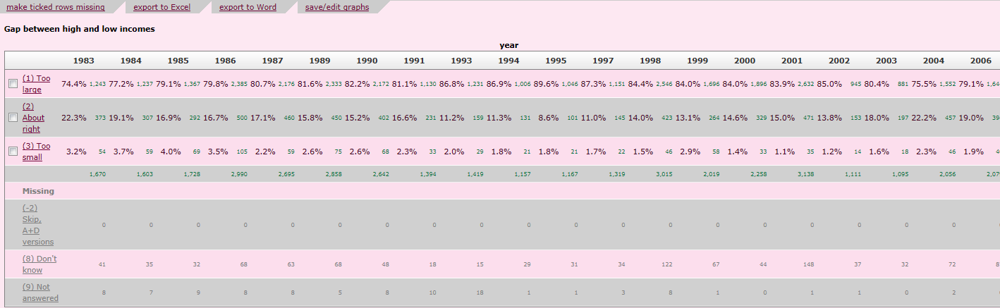 make ticked rows missing export to Excel export to Word save/edit graphs
Gap between high and low incomes
year
1983 1984 1985 1986 1987 1989 1990 1991 1993 1994 1995 1997 1998 1999 2000 2001 2002 2003 2004 2006
(1) Too
large
74.4% 1,243 77.2% 1,237 79.1% 1,367 79.8% 2,385 80.7% 2,176 81.6% 2,333 82.2% 2,172 81.1% 1,130 86.8% 1,231 86.9% 1,006 89.6% 1,046 87.3% 1,151 84.4% 2,546 84.0% 1,696 84.0% 1,896 83.9% 2,632 85.0% 945 80.4% 881 75.5% 1,552 79.1%
(2)
About
right
22.3% 373 19.1% 307 16.9% 292 16.7% 500 17.1% 460 15.8% 450 15.2% 402 16.6% 231 11.2% 159 11.3% 131 8.6% 101 11.0% 145 14.0% 423 13.1% 264 14.6% 329 15.0% 471 13.8% 153 18.0% 197 22.2% 457 19.0%
(3) Too
small
3.2% 54 3.7% 59 4.0% 69 3.5% 105 2.2% 59 2.6% 75 2.6% 68 2.3% 33 2.0% 29 1.8% 21 1.8% 21 1.7% 22 1.5% 46 2.9% 58 1.4% 33 1.1% 35 1.2% 14 1.6% 18 2.3% 46 1.9%
1,670 1,603 1,728 2,990 2,695 2,858 2,642 1,394 1,419 1,157 1,167 1,319 3,015 2,019 2,258 3,138 1,111 1,095 2,056
Missing
(-2)
Skip,
A+D
versions
0 0 0 0 0 0 0 0 0 0 0 0 0 0 0 0 0 0 0
(8) Don't
know
41 35 32 68 63 68 48 18 15 29 31 34 122 67 44 148 37 32 72
(9) Not
answered
8 7 9 8 8 5 8 10 18 1 1 3 8 1 0 1 1 0 2